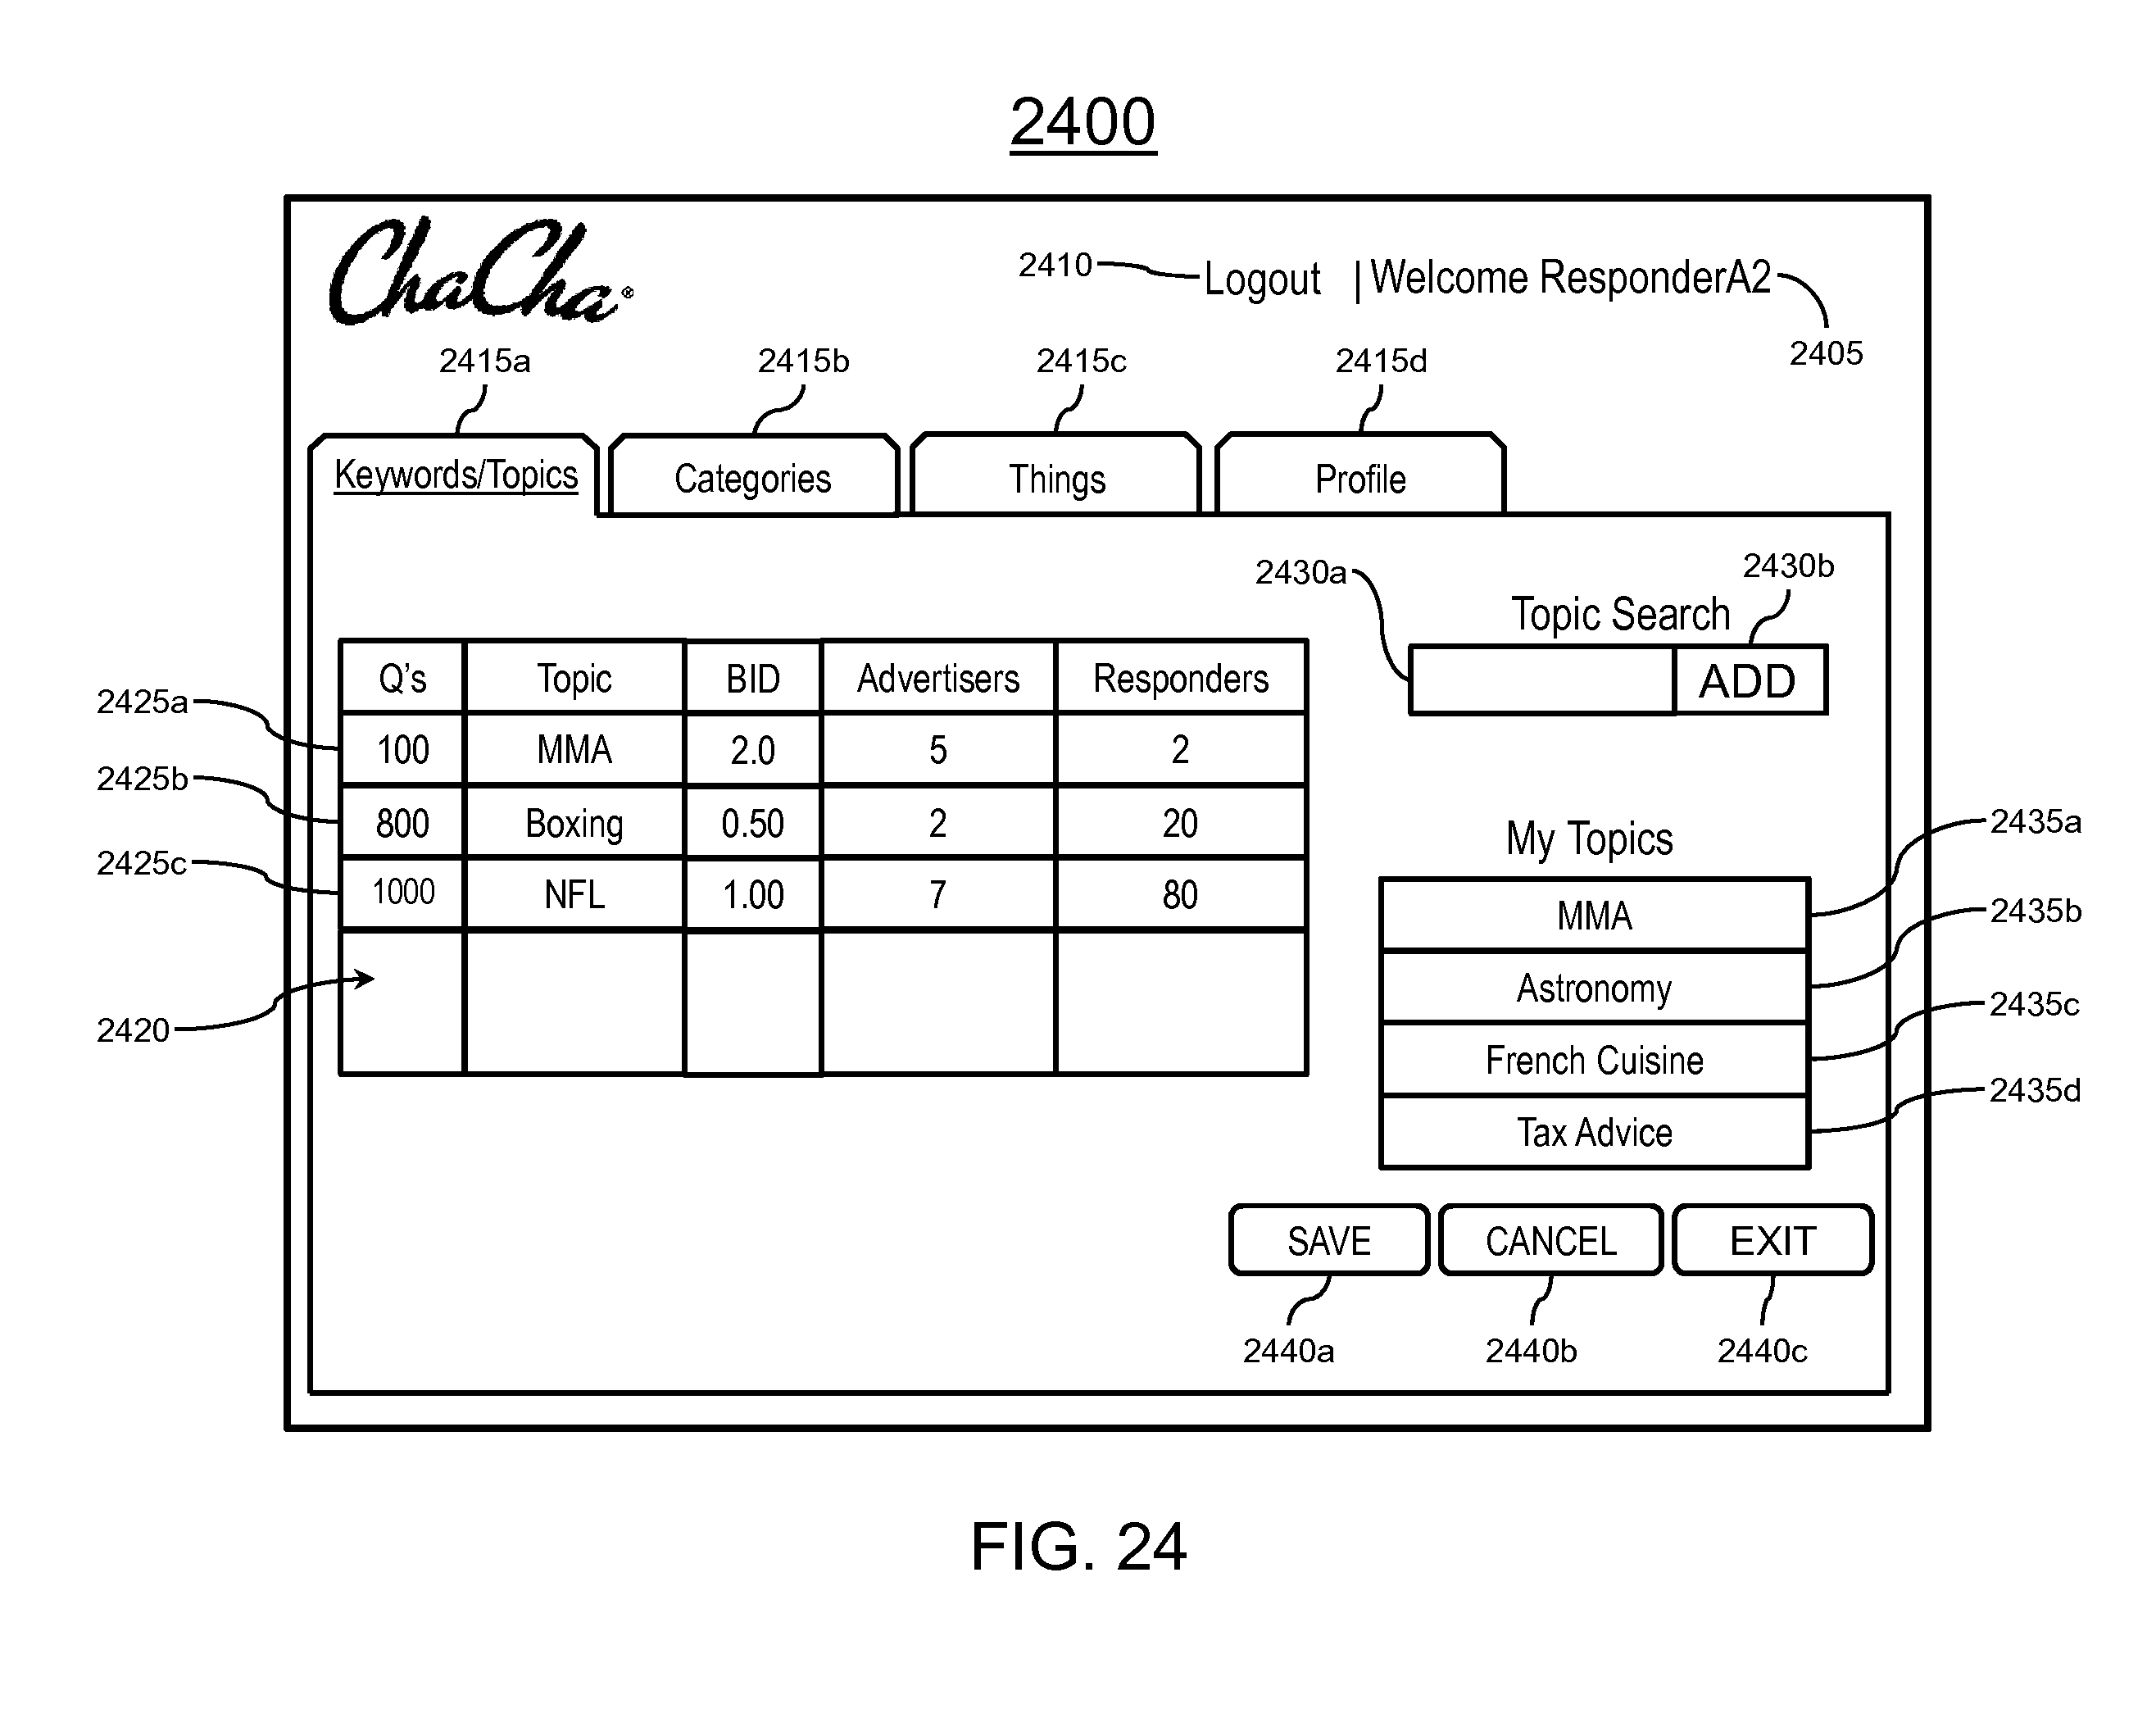 2400
ChaCha®
2410 Logout | Welcome ResponderA2
2405
2415a 2415b 2415c 2415d
Keywords/Topics Categories Things Profile
2430a 2430b
Topic Search
ADD
Q's Topic BID Advertisers Responders
2425a 100 MMA 2.0 5 2
2425b 800 Boxing 0.50 2 20
2425c 1000 NFL 1.00 7 80
2420
My Topics
MMA 2435a
Astronomy 2435b
French Cuisine 2435c
Tax Advice 2435d
SAVE CANCEL EXIT
2440a 2440b 2440c
FIG. 24